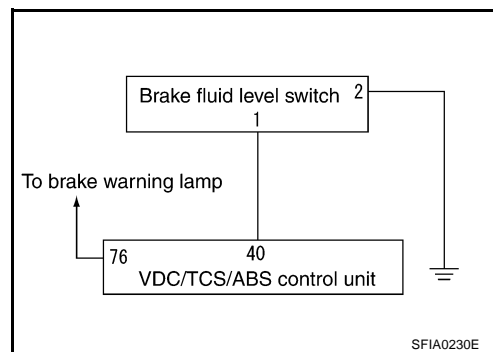 Brake fluid level switch 2
1
To brake warning lamp
76 40
VDC/TCS/ABS control unit
SFIA0230E